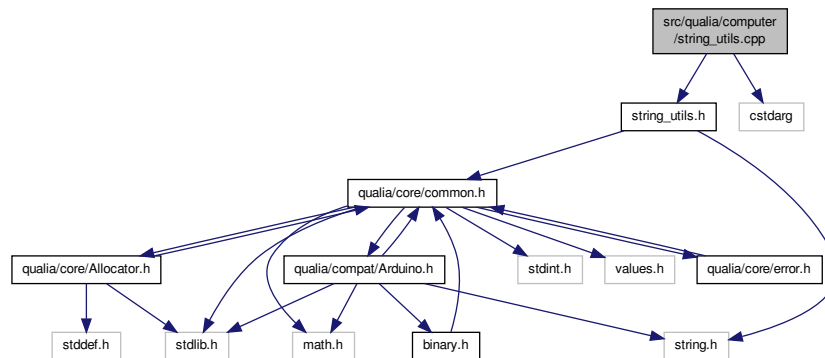 src/qualia/computer
/string_utils.cpp
string_utils.h
cstdarg
qualia/core/common.h
qualia/core/Allocator.h
qualia/compat/Arduino.h
stdint.h
values.h
qualia/core/error.h
stddef.h
stdlib.h
math.h
binary.h
string.h